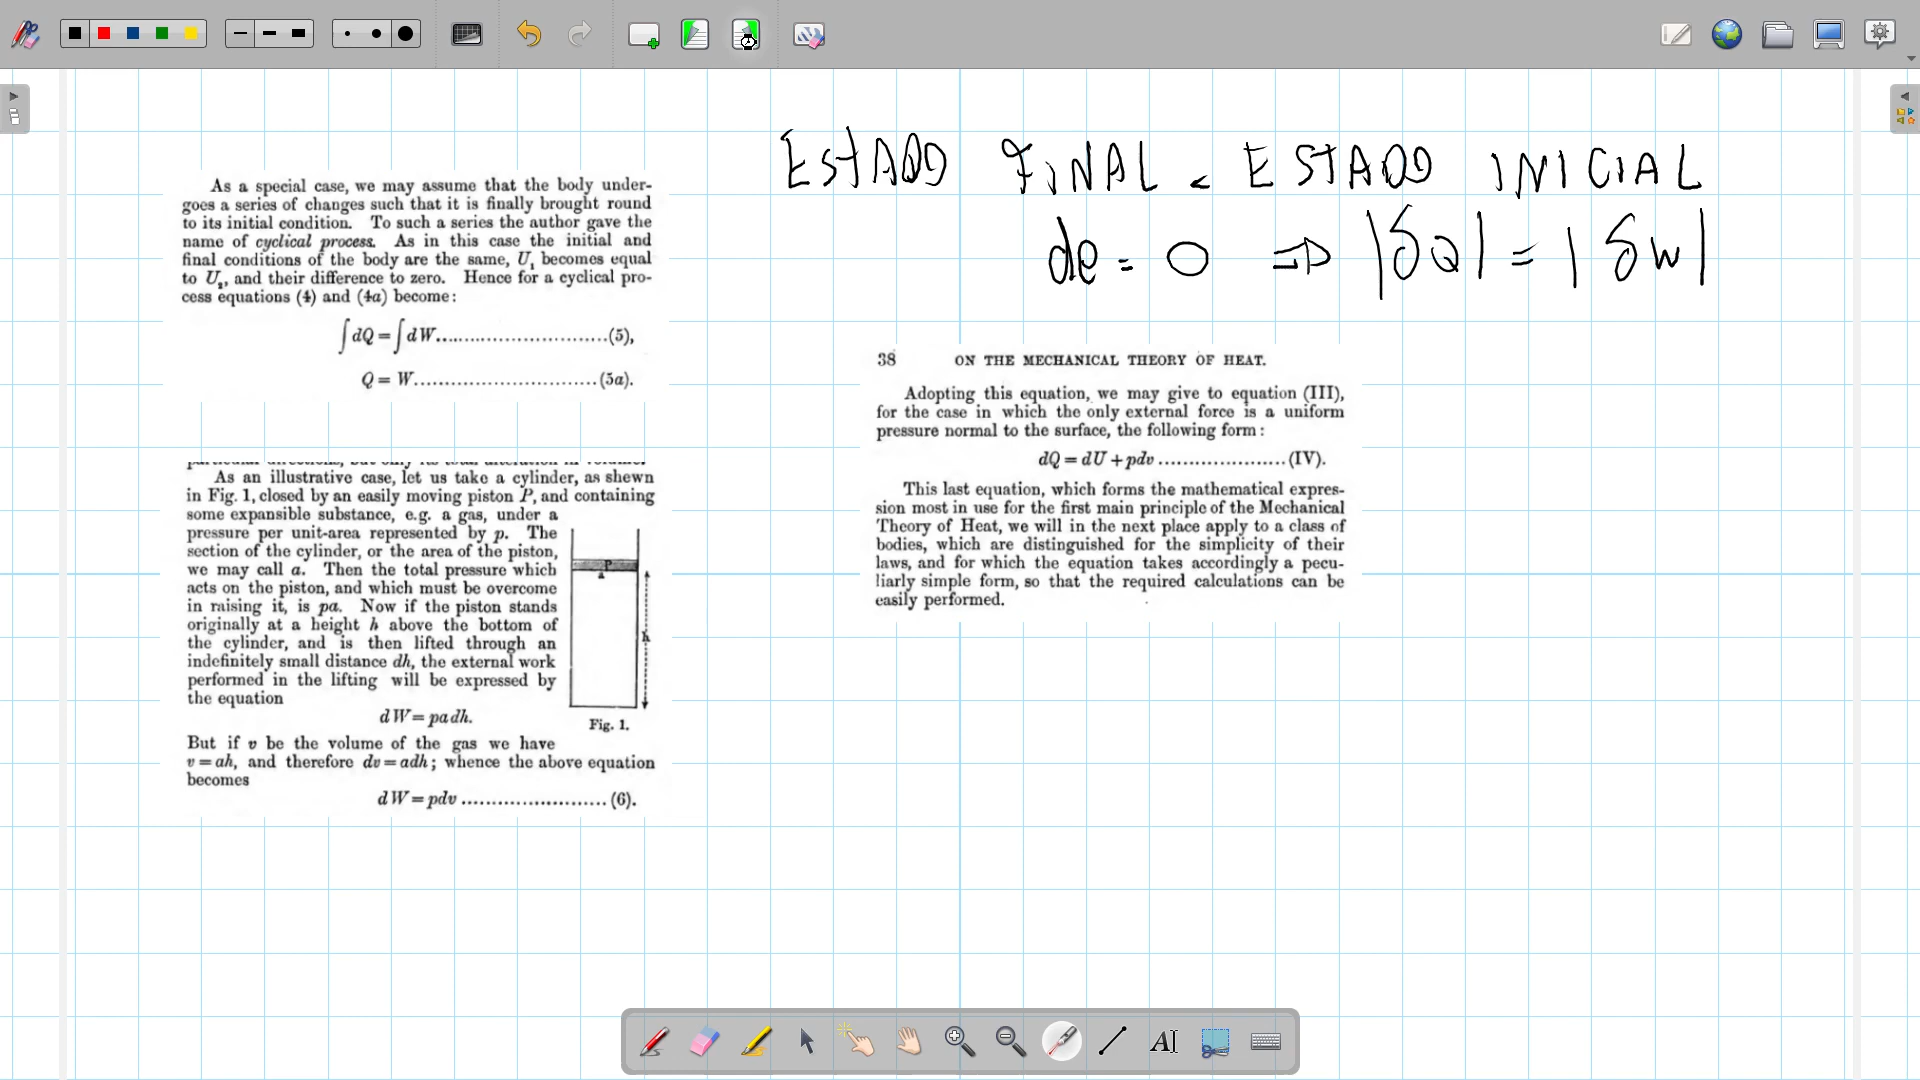 ESTADO FINAL = ESTADO INICIAL
de = 0 ⇒ |δQ| = |δW|
As a special case, we may assume that the body under-
goes a series of changes such that it is finally brought round
to its initial condition. To such a series the author gave the
name of cyclical process. As in this case the initial and
final conditions of the body are the same, U₁ becomes equal
to U₂, and their difference to zero. Hence for a cyclical pro-
cess equations (4) and (4a) become:
∫dQ = ∫dW..............................(5),
Q = W..............................(5a).
particular directions, but only its total alteration in volume.
As an illustrative case, let us take a cylinder, as shewn
in Fig. 1, closed by an easily moving piston P, and containing
some expansible substance, e.g. a gas, under a
pressure per unit-area represented by p. The
section of the cylinder, or the area of the piston,
we may call a. Then the total pressure which
acts on the piston, and which must be overcome
in raising it, is pa. Now if the piston stands
originally at a height h above the bottom of
the cylinder, and is then lifted through an
indefinitely small distance dh, the external work
performed in the lifting will be expressed by
the equation
dW = padh.
P
h
Fig. 1.
But if v be the volume of the gas we have
v = ah, and therefore dv = adh; whence the above equation
becomes
dW = pdv ........................ (6).
38 ON THE MECHANICAL THEORY OF HEAT.
Adopting this equation, we may give to equation (III),
for the case in which the only external force is a uniform
pressure normal to the surface, the following form:
dQ = dU + pdv ......................(IV).
This last equation, which forms the mathematical expres-
sion most in use for the first main principle of the Mechanical
Theory of Heat, we will in the next place apply to a class of
bodies, which are distinguished for the simplicity of their
laws, and for which the equation takes accordingly a pecu-
liarly simple form, so that the required calculations can be
easily performed.